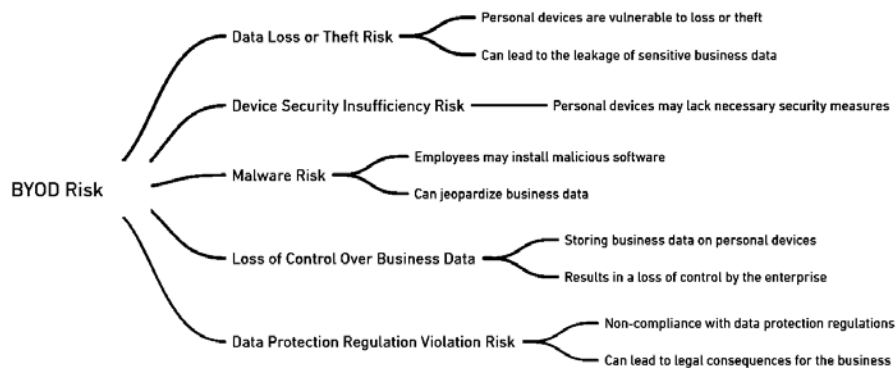 BYOD Risk
Data Loss or Theft Risk
Personal devices are vulnerable to loss or theft
Can lead to the leakage of sensitive business data
Device Security Insufficiency Risk
Personal devices may lack necessary security measures
Malware Risk
Employees may install malicious software
Can jeopardize business data
Loss of Control Over Business Data
Storing business data on personal devices
Results in a loss of control by the enterprise
Data Protection Regulation Violation Risk
Non-compliance with data protection regulations
Can lead to legal consequences for the business